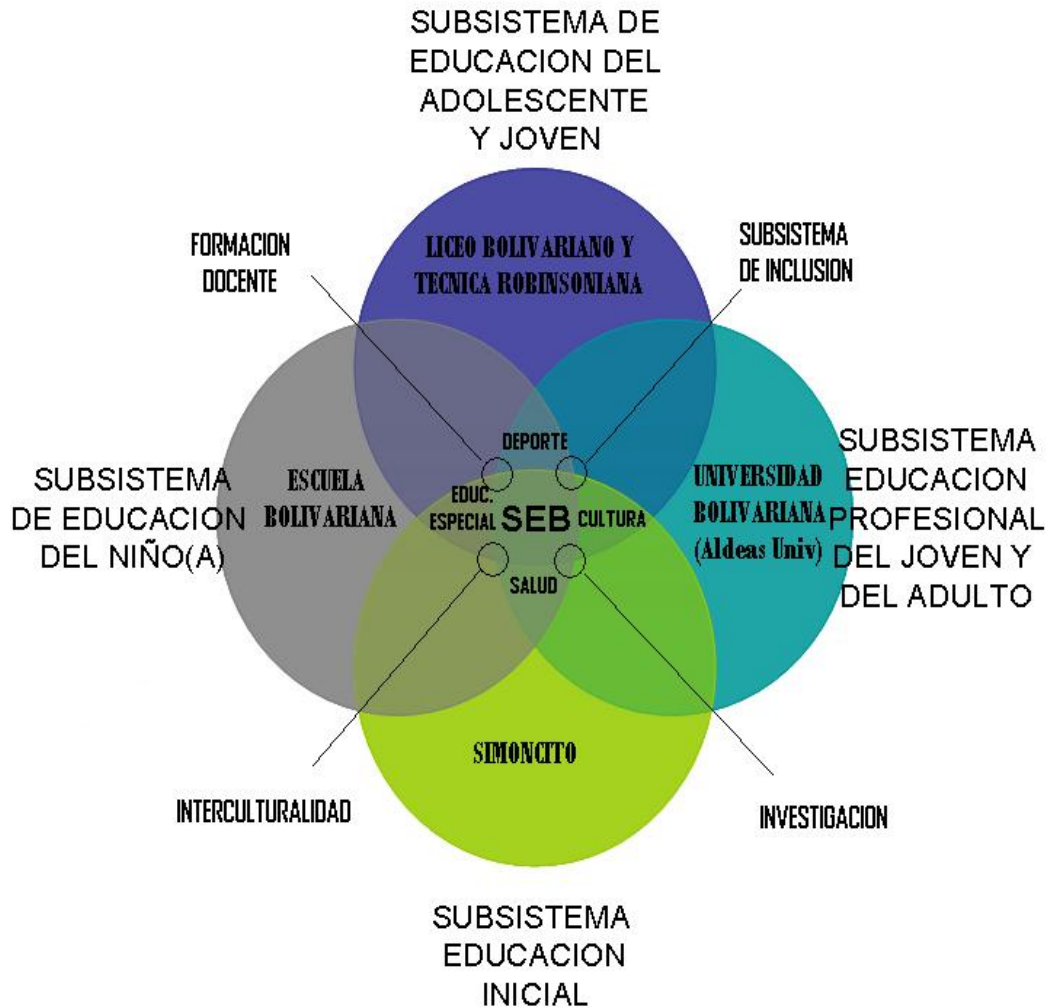 SUBSISTEMA DE
EDUCACION DEL
ADOLESCENTE
Y JOVEN
FORMACION
DOCENTE
LICEO BOLIVARIANO Y
TECNICA ROBINSONIANA
SUBSISTEMA
DE INCLUSION
SUBSISTEMA
DE EDUCACION
DEL NIÑO(A)
ESCUELA
BOLIVARIANA
DEPORTE
EDUC.
ESPECIAL
SEB
CULTURA
SALUD
UNIVERSIDAD
BOLIVARIANA
(Aldeas Univ)
SUBSISTEMA
EDUCACION
PROFESIONAL
DEL JOVEN Y
DEL ADULTO
SIMONCITO
INTERCULTURALIDAD
INVESTIGACION
SUBSISTEMA
EDUCACION
INICIAL